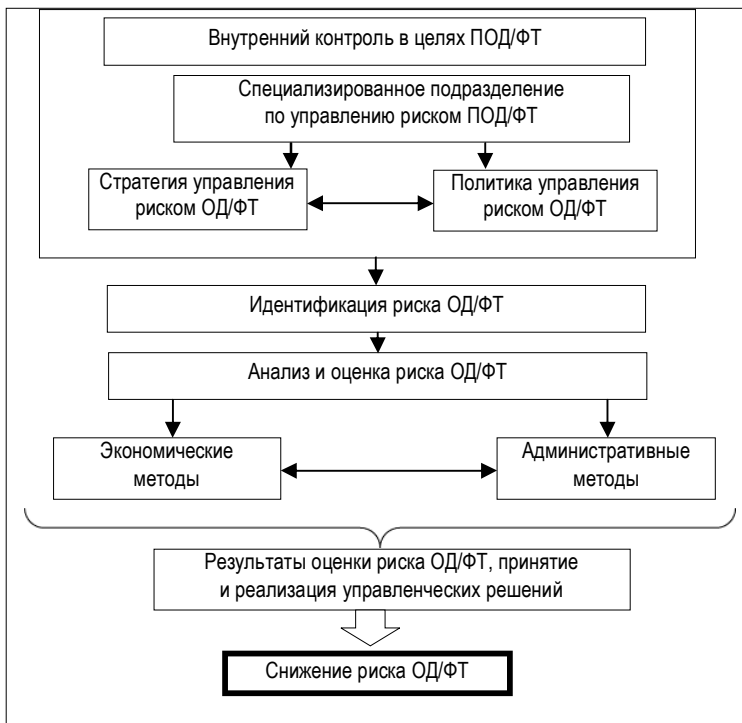 Внутренний контроль в целях ПОД/ФТ
Специализированное подразделение
по управлению риском ПОД/ФТ
Стратегия управления
риском ОД/ФТ
Политика управления
риском ОД/ФТ
Идентификация риска ОД/ФТ
Анализ и оценка риска ОД/ФТ
Экономические
методы
Административные
методы
Результаты оценки риска ОД/ФТ, принятие
и реализация управленческих решений
Снижение риска ОД/ФТ